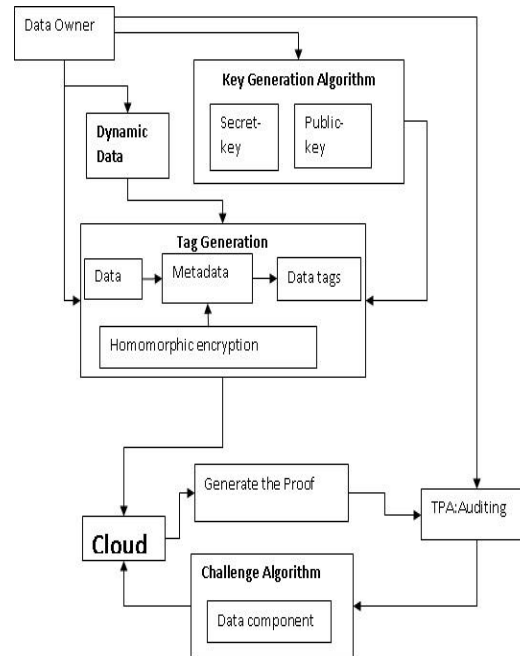 Data Owner
Key Generation Algorithm
Secret-
key
Public-
key
Dynamic
Data
Tag Generation
Data
Metadata
Data tags
Homomorphic encryption
Generate the Proof
TPA:Auditing
Cloud
Challenge Algorithm
Data component